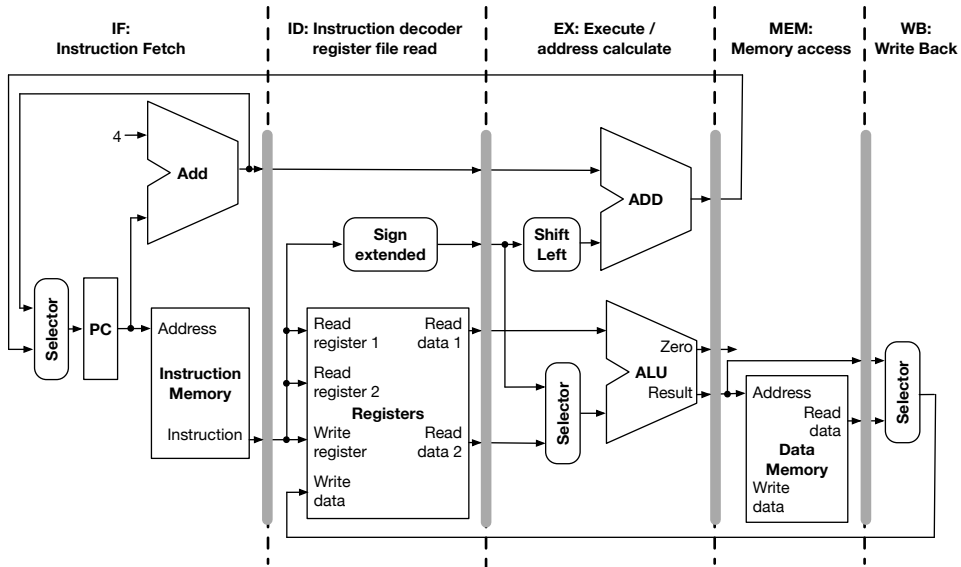 IF:
Instruction Fetch
ID: Instruction decoder
register file read
EX: Execute /
address calculate
MEM:
Memory access
WB:
Write Back
4
Add
ADD
Sign
extended
Shift
Left
Selector
PC
Address
Instruction
Memory
Instruction
Read
register 1
Read
data 1
Read
register 2
Registers
Write
register
Read
data 2
Write
data
Selector
Zero
ALU
Result
Address
Read
data
Data
Memory
Write
data
Selector